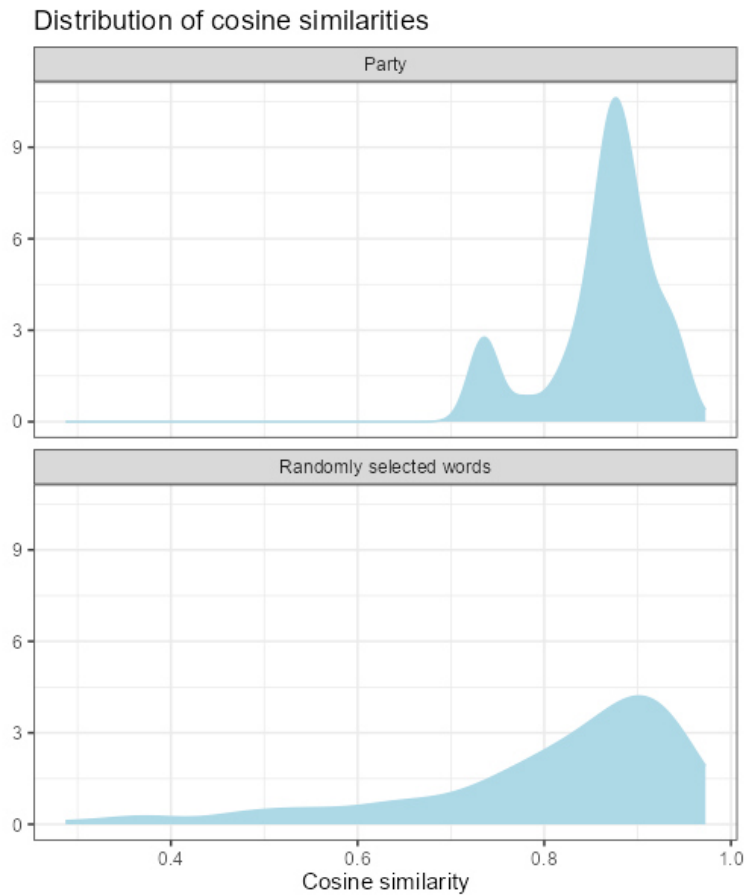 Distribution of cosine similarities
Party
9
6
3
0
Randomly selected words
9
6
3
0
0.4 0.6 0.8 1.0
Cosine similarity